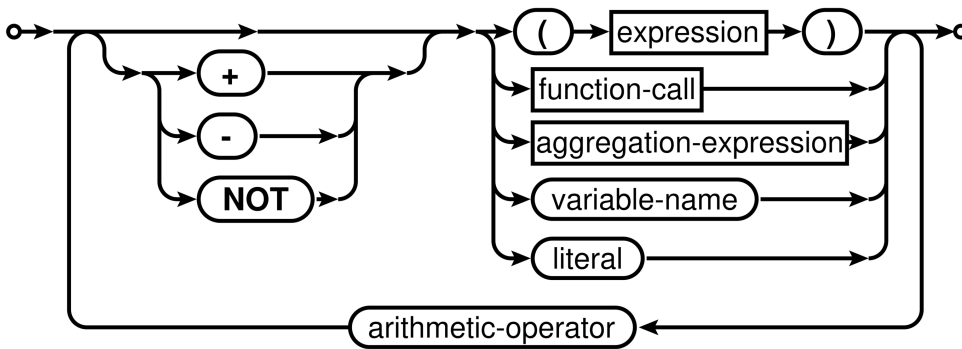 ( expression )
+
function-call
-
aggregation-expression
NOT
variable-name
literal
arithmetic-operator